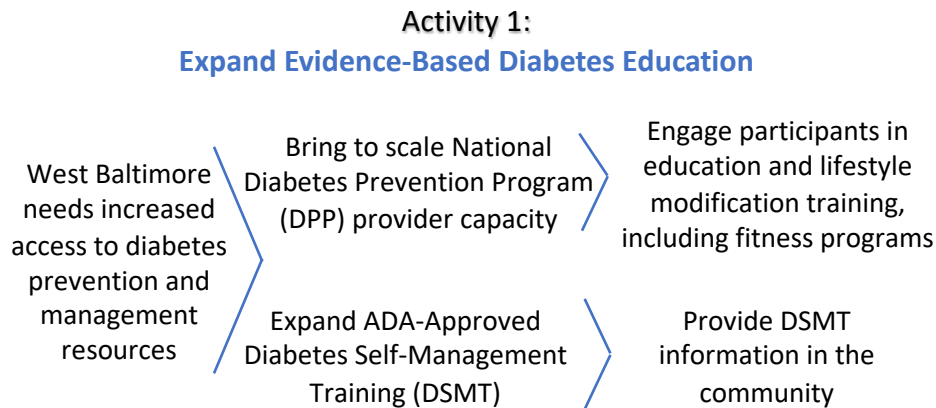 Activity 1:
Expand Evidence-Based Diabetes Education
West Baltimore
needs increased
access to diabetes
prevention and
management
resources
Bring to scale National
Diabetes Prevention Program
(DPP) provider capacity
Engage participants in
education and lifestyle
modification training,
including fitness programs
Expand ADA-Approved
Diabetes Self-Management
Training (DSMT)
Provide DSMT
information in the
community